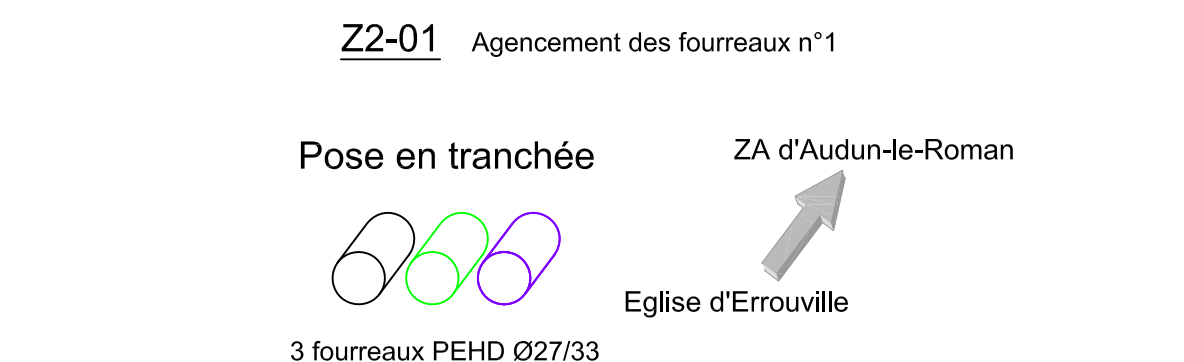 Z2-01 Agencement des fourreaux n°1
Pose en tranchée
ZA d'Audun-le-Roman
Eglise d'Errouville
3 fourreaux PEHD Ø27/33